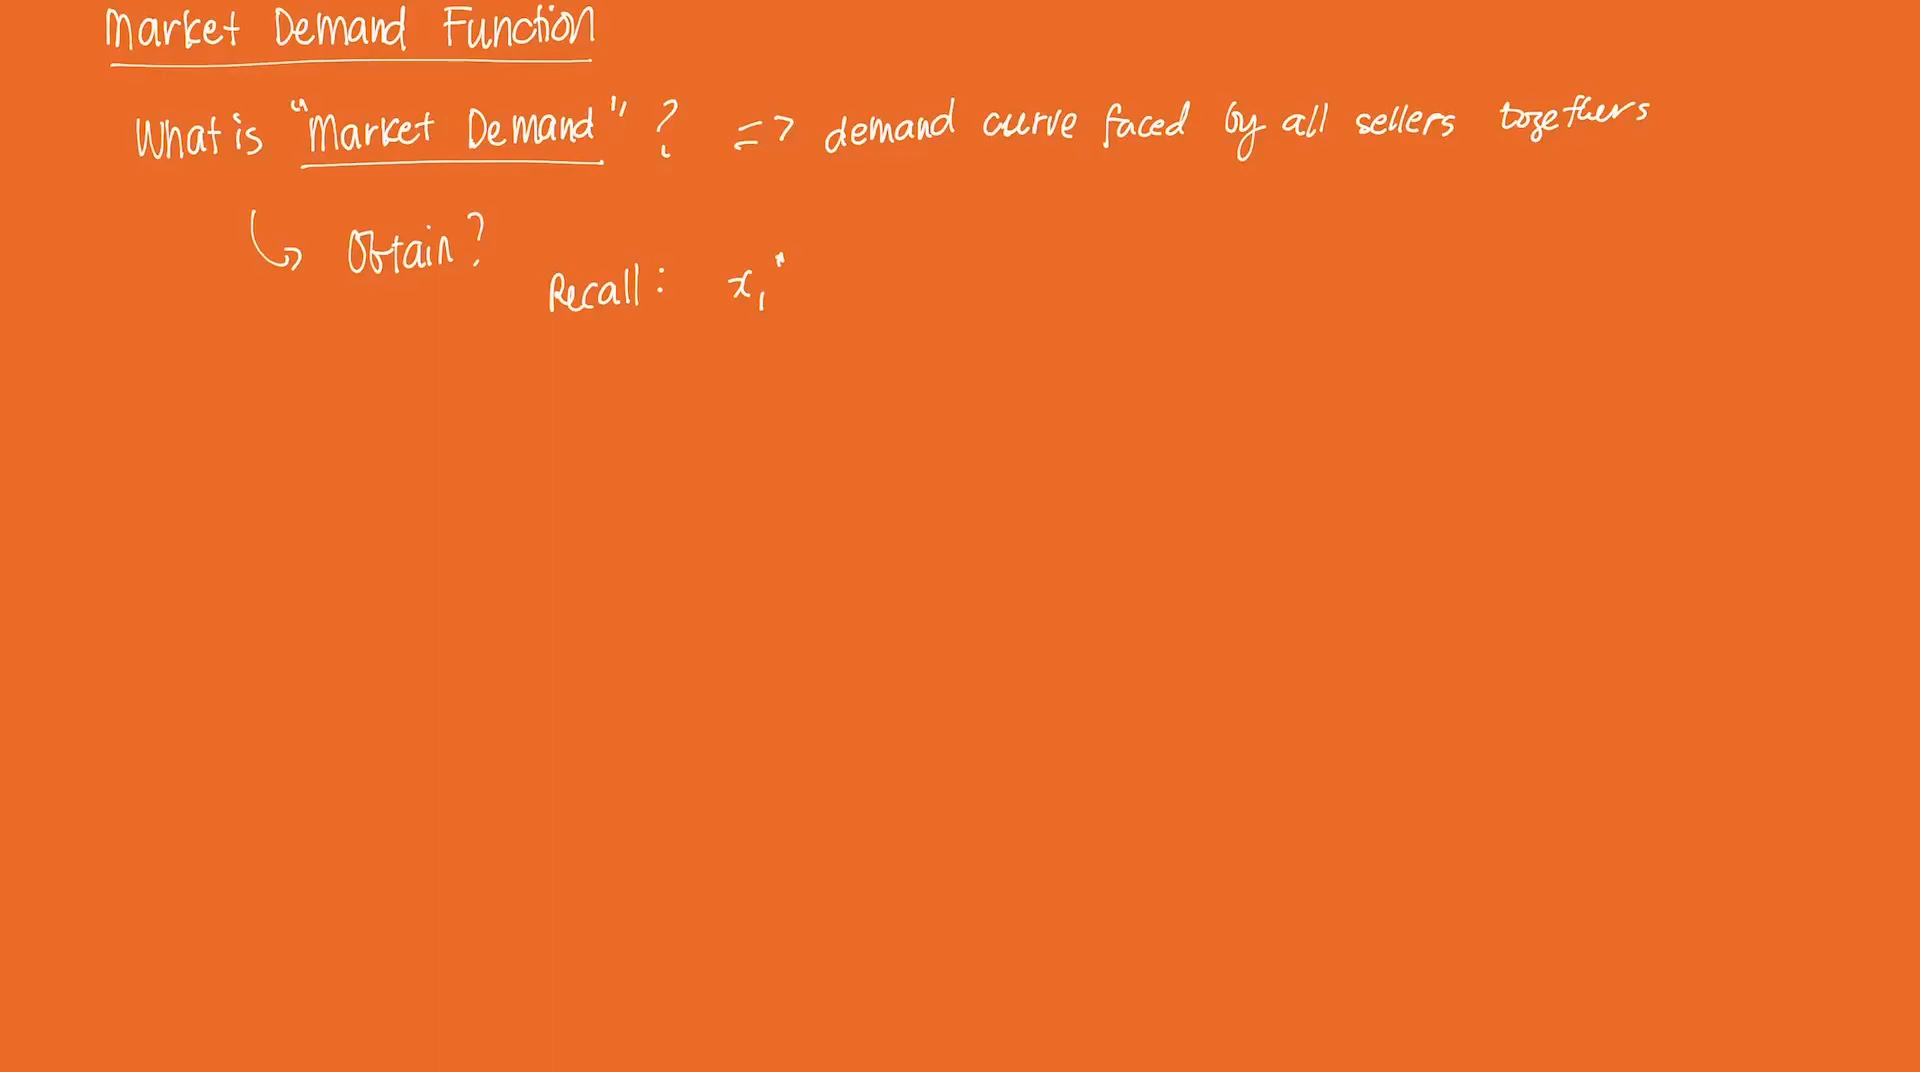 Market Demand Function
What is "Market Demand"? => demand curve faced by all sellers togethers
↳ Obtain?
Recall: x₁*